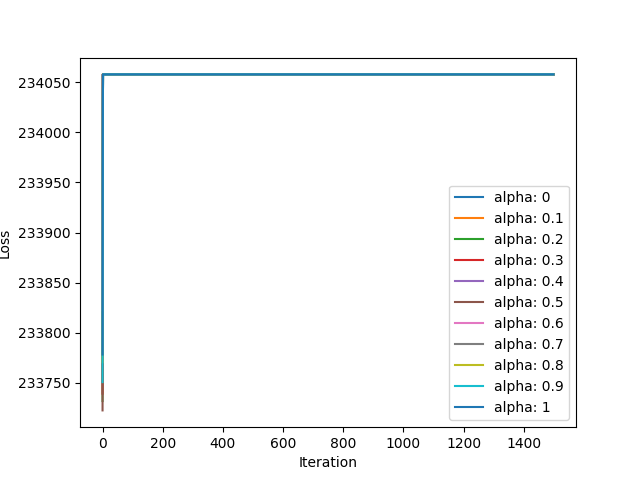 234050
234000
233950
233900
233850
233800
233750
Loss
0 200 400 600 800 1000 1200 1400
Iteration
alpha: 0
alpha: 0.1
alpha: 0.2
alpha: 0.3
alpha: 0.4
alpha: 0.5
alpha: 0.6
alpha: 0.7
alpha: 0.8
alpha: 0.9
alpha: 1